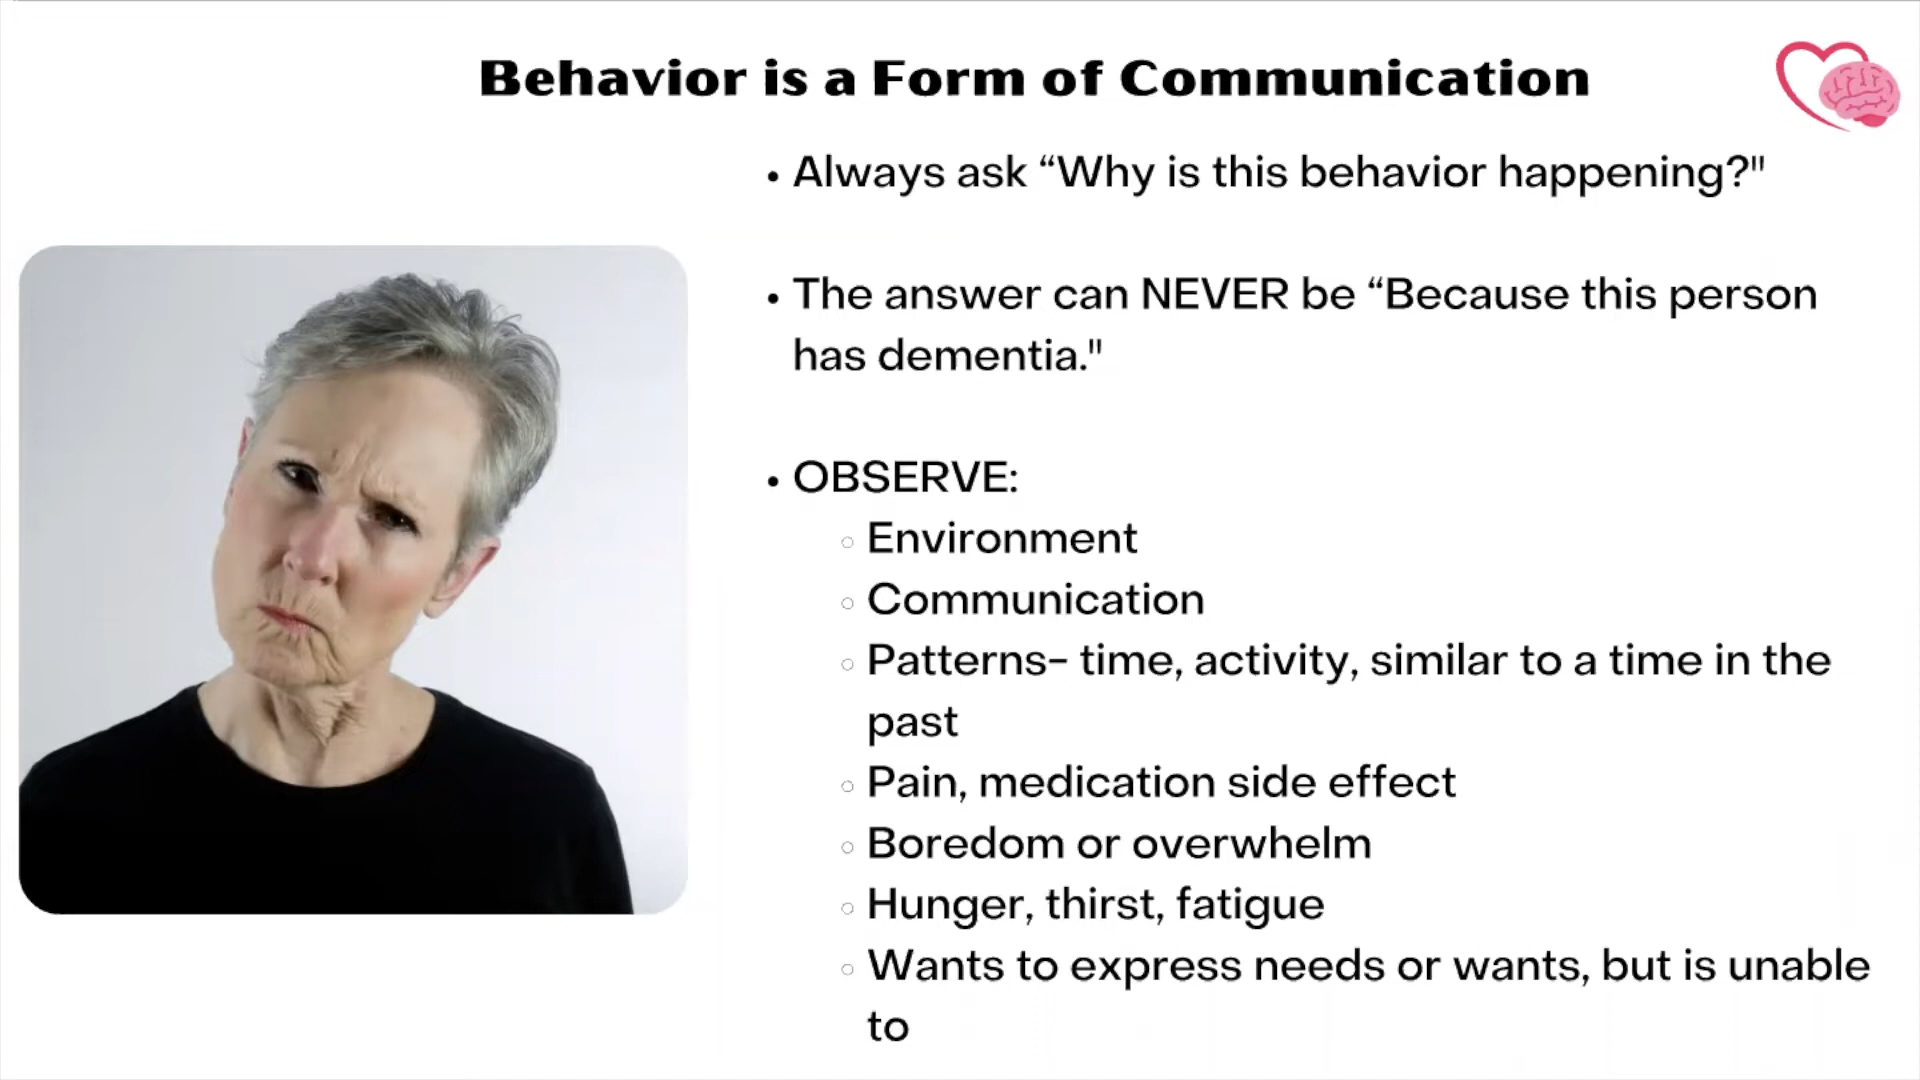 Behavior is a Form of Communication
• Always ask “Why is this behavior happening?"
• The answer can NEVER be “Because this person
has dementia."
• OBSERVE:
○ Environment
○ Communication
○ Patterns– time, activity, similar to a time in the
past
○ Pain, medication side effect
○ Boredom or overwhelm
○ Hunger, thirst, fatigue
○ Wants to express needs or wants, but is unable
to